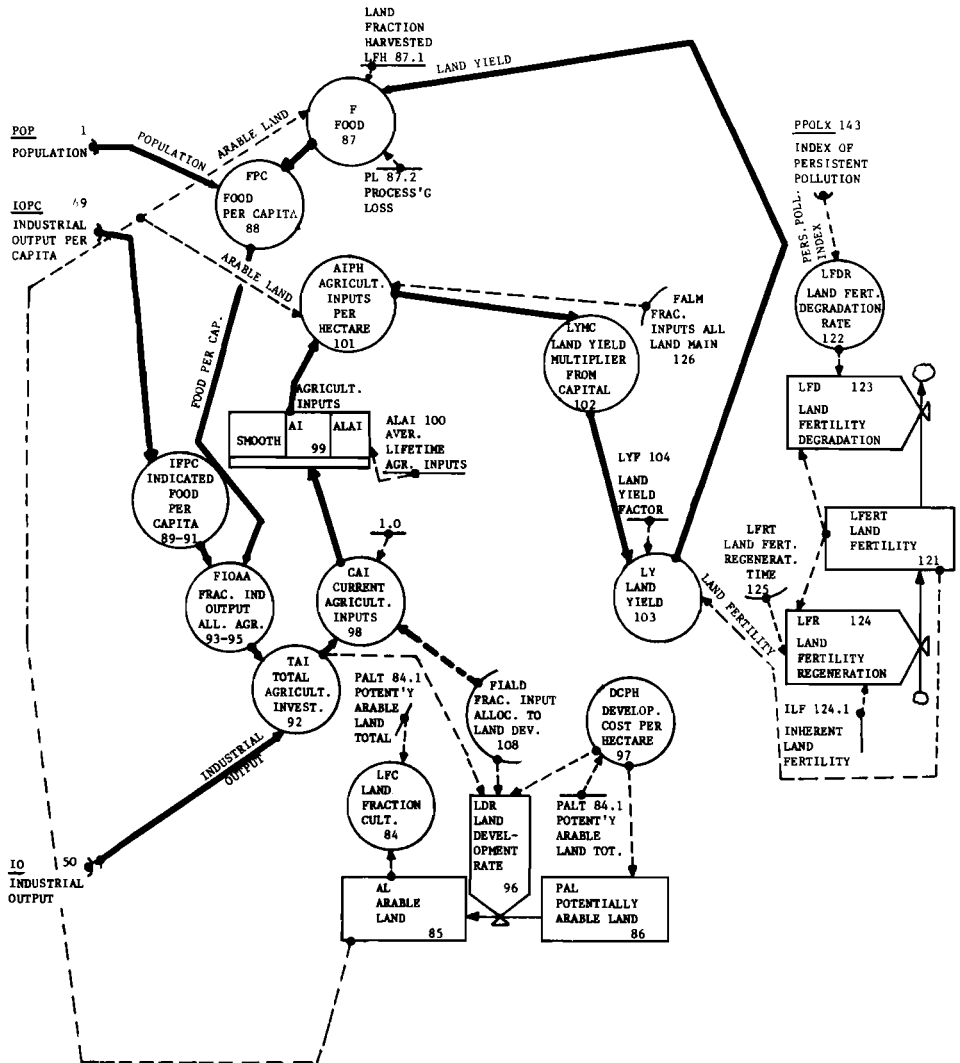 LAND
FRACTION
HARVESTED
LFH 87.1
LAND YIELD
F
FOOD
87
ARABLE LAND
POP 1
POPULATION
POPULATION
PL 87.2
PROCESS'G
LOSS
FPC
FOOD
PER CAPITA
88
PPOLX 143
INDEX OF
PERSISTENT
POLLUTION
PERS. POLL.
INDEX
IOPC 49
INDUSTRIAL
OUTPUT PER
CAPITA
ARABLE LAND
AIPH
AGRICULT.
INPUTS
PER
HECTARE
101
FALM
FRAC.
INPUTS ALL
LAND MAIN
126
LFDR
LAND FERT.
DEGRADATION
RATE
122
LYMC
LAND YIELD
MULTIPLIER
FROM
CAPITAL
102
FOOD PER CAP.
AGRICULT.
INPUTS
SMOOTH
AI
99
ALAI
ALAI 100
AVER.
LIFETIME
AGR. INPUTS
LFD 123
LAND
FERTILITY
DEGRADATION
IFPC
INDICATED
FOOD
PER
CAPITA
89-91
LYF 104
LAND
YIELD
FACTOR
1.0
LFERT
LAND
FERTILITY
121
LFRT
LAND FERT.
REGENERAT.
TIME
125
FIOAA
FRAC. IND
OUTPUT
ALL. AGR.
93-95
CAI
CURRENT
AGRICULT.
INPUTS
98
LY
LAND
YIELD
103
LAND FERTILITY
LFR 124
LAND
FERTILITY
REGENERATION
TAI
TOTAL
AGRICULT.
INVEST.
92
PALT 84.1
POTENT'Y
ARABLE
LAND
TOTAL
FIALD
FRAC. INPUT
ALLOC. TO
LAND DEV.
108
DCPH
DEVELOP.
COST PER
HECTARE
97
ILF 124.1
INHERENT
LAND
FERTILITY
INDUSTRIAL
OUTPUT
LFC
LAND
FRACTION
CULT.
84
LDR
LAND
DEVEL-
OPMENT
RATE
96
PALT 84.1
POTENT'Y
ARABLE
LAND TOT.
IO 50
INDUSTRIAL
OUTPUT
AL
ARABLE
LAND
85
PAL
POTENTIALLY
ARABLE LAND
86